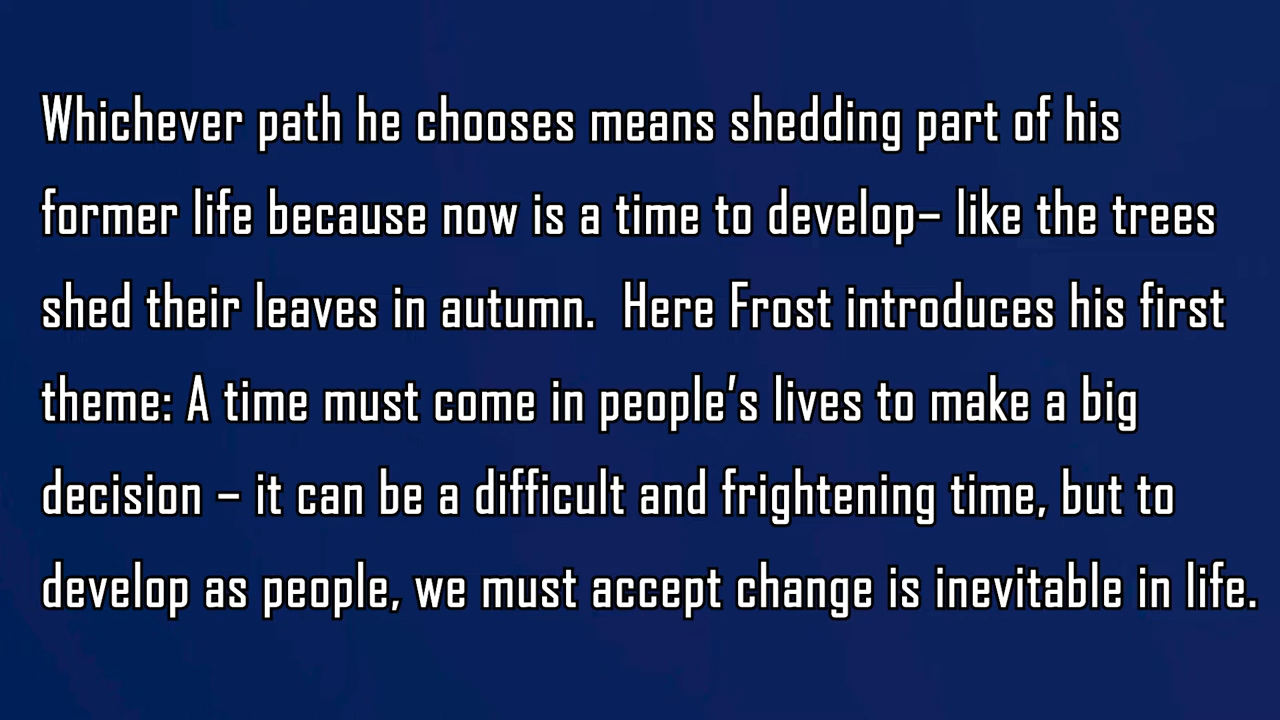 Whichever path he chooses means shedding part of his
former life because now is a time to develop– like the trees
shed their leaves in autumn.  Here Frost introduces his first
theme: A time must come in people’s lives to make a big
decision – it can be a difficult and frightening time, but to
develop as people, we must accept change is inevitable in life.